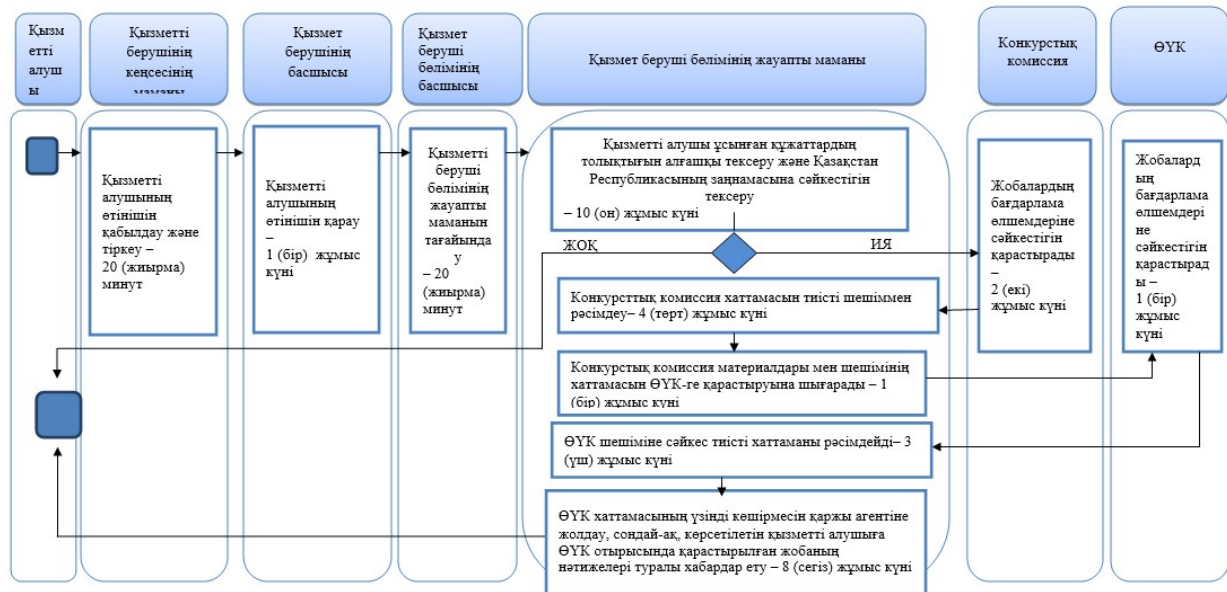 Қызм
етті
алуш
ы
Қызметті
берушінің
кеңсесінің
маманы
Қызмет
берушінің
басшысы
Қызмет
беруші
бөлімінің
басшысы
Қызмет беруші бөлімінің жауапты маманы
Конкурстық
комиссия
ӨҮК
Қызметті
алушының
өтінішін
қабылдау және
тіркеу –
20 (жиырма)
минут
Қызметті
алушының
өтінішін қарау
–
1 (бір) жұмыс
күні
Қызметті
беруші
бөлімінің
жауапты
маманын
тағайында
у
– 20
(жиырма)
минут
Қызметті алушы ұсынған құжаттардың
толықтығын алғашқы тексеру және Қазақстан
Республикасының заңнамасына сәйкестігін
тексеру
– 10 (он) жұмыс күні
ЖОҚ
ИЯ
Жобалардың
бағдарлама
өлшемдеріне
сәйкестігін
қарастырады
–
2 (екі)
жұмыс күні
Жобалард
ың
бағдарлама
өлшемдері
не
сәйкестігін
қарастырад
ы –
1 (бір)
жұмыс
күні
Конкурсттық комиссия хаттамасын тиісті шешіммен
рәсімдеу– 4 (төрт) жұмыс күні
Конкурстық комиссия материалдары мен шешімінің
хаттамасын ӨҮК-ге қарастыруына шығарады – 1
(бір) жұмыс күні
ӨҮК шешіміне сәйкес тиісті хаттаманы рәсімдейді– 3
(үш) жұмыс күні
ӨҮК хаттамасының үзінді көшірмесін қаржы агентіне
жолдау, сондай-ақ, көрсетілетін қызметті алушыға
ӨҮК отырысында қарастырылған жобаның
нәтижелері туралы хабардар ету – 8 (сегіз) жұмыс күні